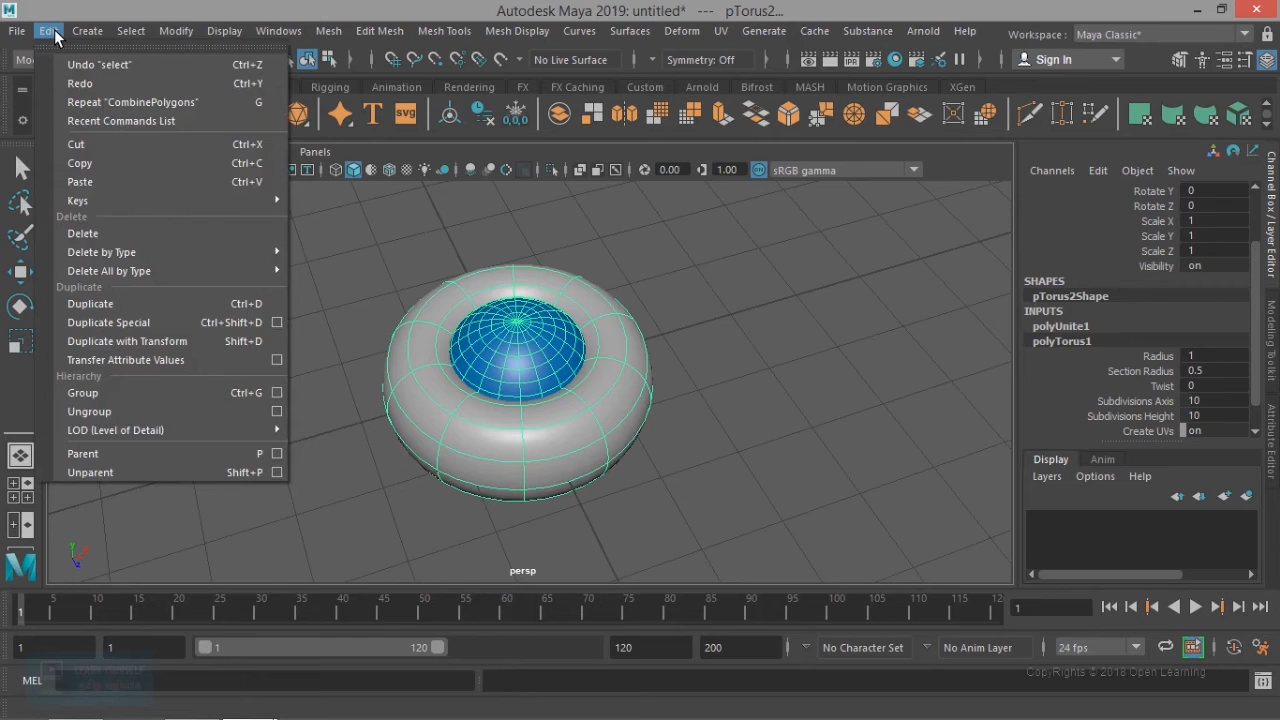 Autodesk Maya 2019: untitled* --- pTorus2...
File Edit Create Select Modify Display Windows Mesh Edit Mesh Mesh Tools Mesh Display Curves Surfaces Deform UV Generate Cache Substance Arnold Help Workspace : Maya Classic*
No Live Surface Symmetry: Off Sign In
Rigging Animation Rendering FX FX Caching Custom Arnold Bifrost MASH Motion Graphics XGen
Undo "select" Ctrl+Z
Redo Ctrl+Y
Repeat "CombinePolygons" G
Recent Commands List
Cut Ctrl+X
Copy Ctrl+C
Paste Ctrl+V
Keys
Delete
Delete
Delete by Type
Delete All by Type
Duplicate
Duplicate Ctrl+D
Duplicate Special Ctrl+Shift+D
Duplicate with Transform Shift+D
Transfer Attribute Values
Hierarchy
Group Ctrl+G
Ungroup
LOD (Level of Detail)
Parent P
Unparent Shift+P
Panels
0.00 1.00 sRGB gamma
persp
Channels Edit Object Show
Rotate Y 0
Rotate Z 0
Scale X 1
Scale Y 1
Scale Z 1
Visibility on
SHAPES
pTorus2Shape
INPUTS
polyUnite1
polyTorus1
Radius 1
Section Radius 0.5
Twist 0
Subdivisions Axis 10
Subdivisions Height 10
Create UVs on
Display Anim
Layers Options Help
Channel Box / Layer Editor
Modeling Toolkit
Attribute Editor
1 5 10 15 20 25 30 35 40 45 50 55 60 65 70 75 80 85 90 95 100 105 110 115 12
1
1 1 1 120 120 200 No Character Set No Anim Layer 24 fps
MEL
CopyRights © 2018 Open Learning